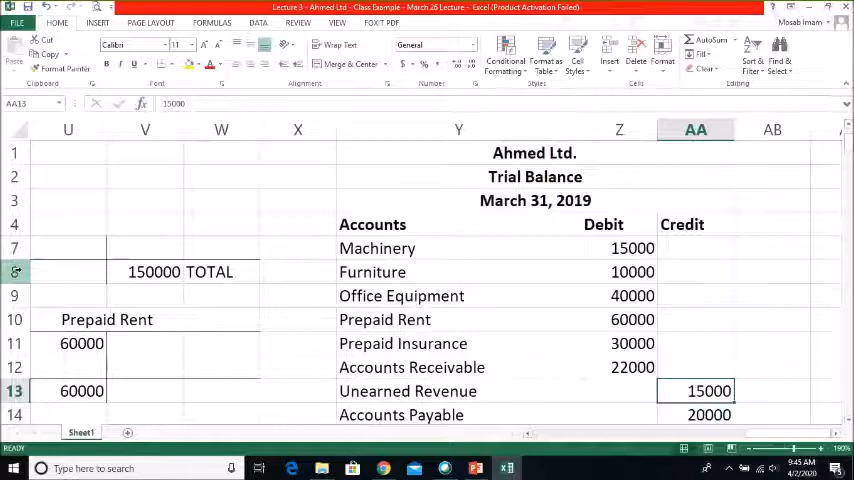 Lecture 3 - Ahmed Ltd - Class Example - March 26 Lecture - Excel (Product Activation Failed)
FILE HOME INSERT PAGE LAYOUT FORMULAS DATA REVIEW VIEW FOXIT PDF Mosab Imam
Cut
Copy
Format Painter
Paste
Clipboard
Calibri 11
B I U
Font
Wrap Text
Merge & Center
Alignment
General
$ % ,
Number
Conditional Formatting
Format as Table
Cell Styles
Styles
Insert Delete Format
Cells
AutoSum
Fill
Clear
Sort & Filter
Find & Select
Editing
AA13 fx 15000
U V W X Y Z AA AB
1 Ahmed Ltd.
2 Trial Balance
3 March 31, 2019
4 Accounts Debit Credit
7 Machinery 15000
8 150000 TOTAL Furniture 10000
9 Office Equipment 40000
10 Prepaid Rent Prepaid Rent 60000
11 60000 Prepaid Insurance 30000
12 Accounts Receivable 22000
13 60000 Unearned Revenue 15000
14 Accounts Payable 20000
Sheet1
READY 190%
Type here to search
9:45 AM
4/2/2020